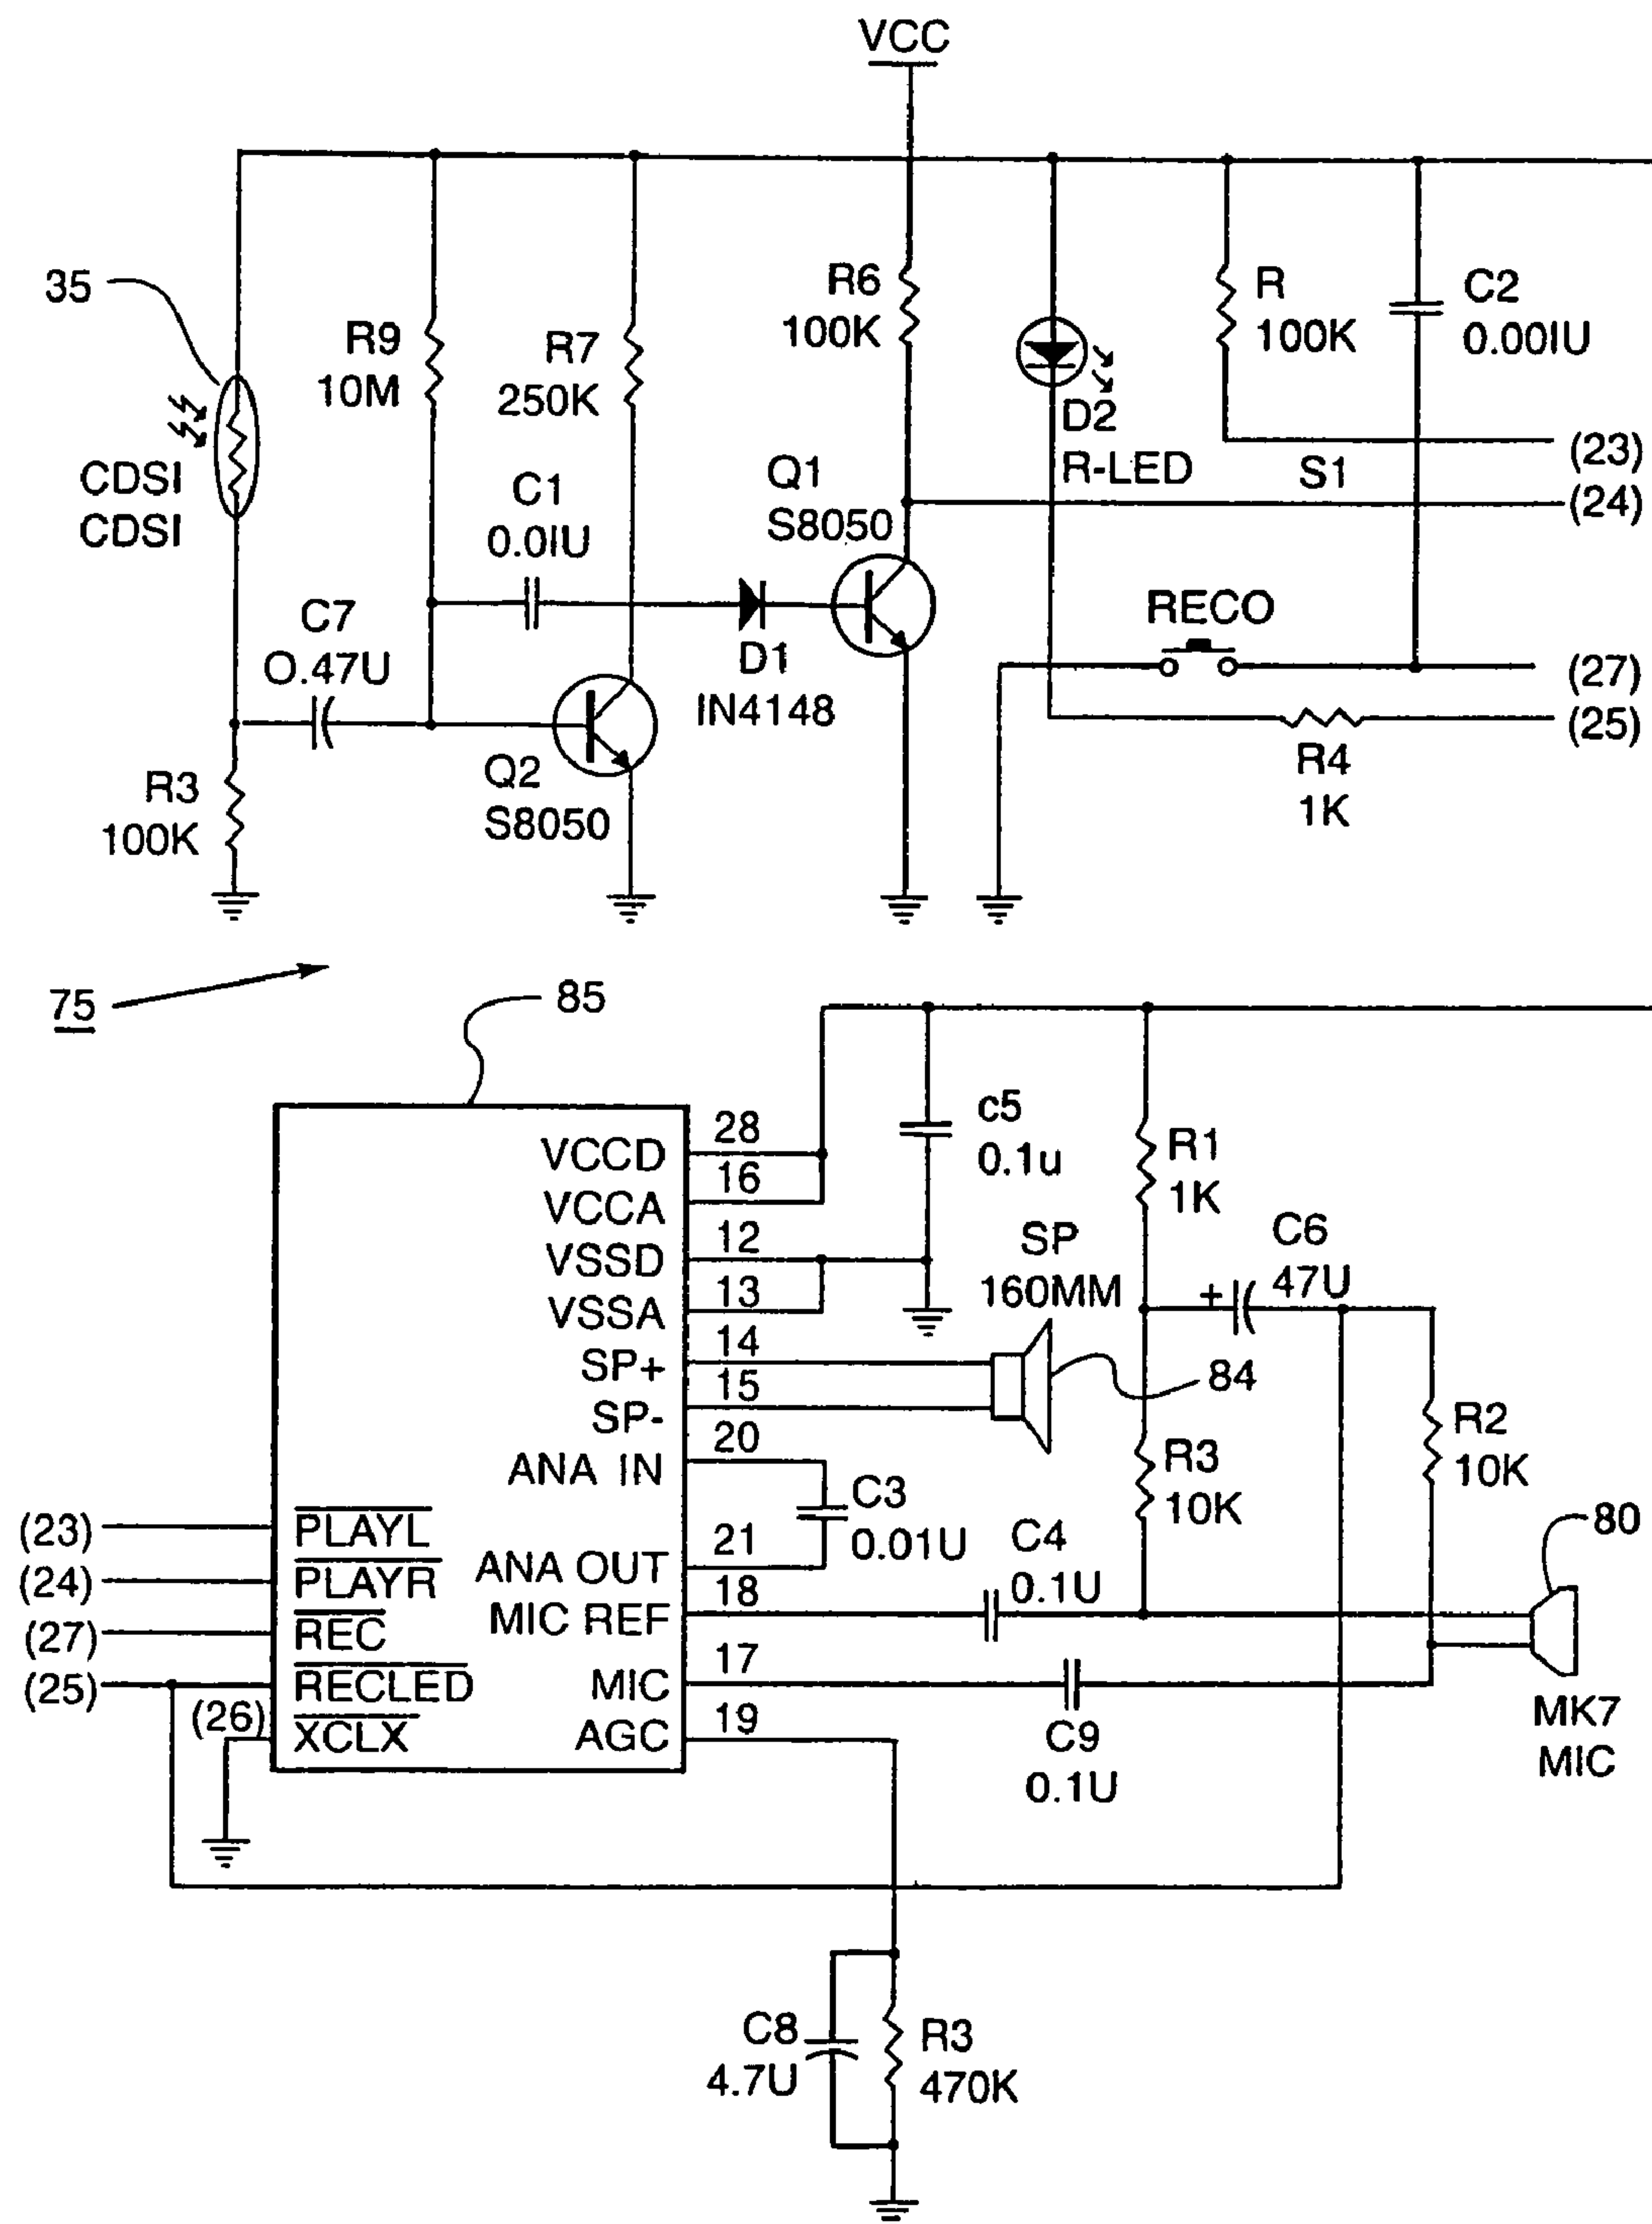 VCC
35
R9
10M
R7
250K
R6
100K
D2
R-LED
R
100K
C2
0.00IU
CDSI
CDSI
C1
0.0IU
Q1
S8050
S1
(23)
(24)
C7
O.47U
D1
IN4148
RECO
(27)
(25)
R3
100K
Q2
S8050
R4
1K
75
85
VCCD
28
VCCA
16
VSSD
12
VSSA
13
SP+
14
SP-
15
ANA IN
20
ANA OUT
21
MIC REF
18
MIC
17
AGC
19
(23)
PLAYL
(24)
PLAYR
(27)
REC
(25)
RECLED
(26)
XCLX
c5
0.1u
R1
1K
SP
160MM
C6
47U
+
84
R2
10K
R3
10K
C3
0.01U
C4
0.1U
80
C9
0.1U
MK7
MIC
C8
4.7U
R3
470K